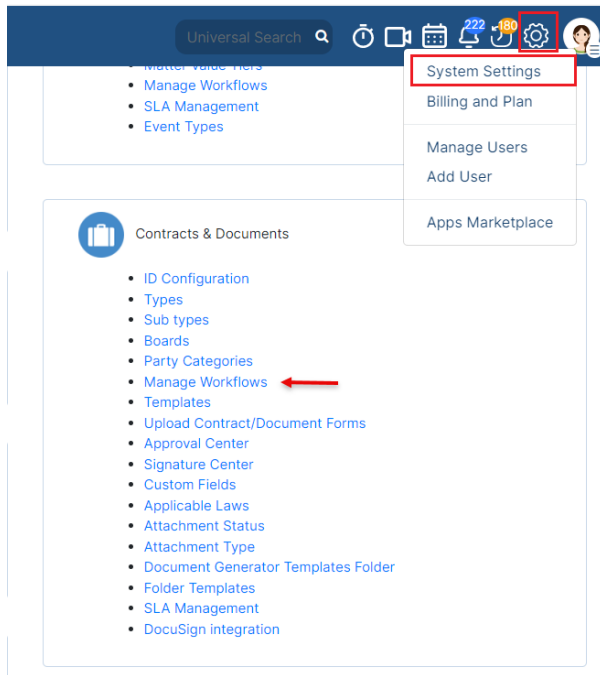 Universal Search
222
180
System Settings
Billing and Plan
Manage Users
Add User
Apps Marketplace
Matter Value Tiers
Manage Workflows
SLA Management
Event Types
Contracts & Documents
ID Configuration
Types
Sub types
Boards
Party Categories
Manage Workflows
Templates
Upload Contract/Document Forms
Approval Center
Signature Center
Custom Fields
Applicable Laws
Attachment Status
Attachment Type
Document Generator Templates Folder
Folder Templates
SLA Management
DocuSign integration